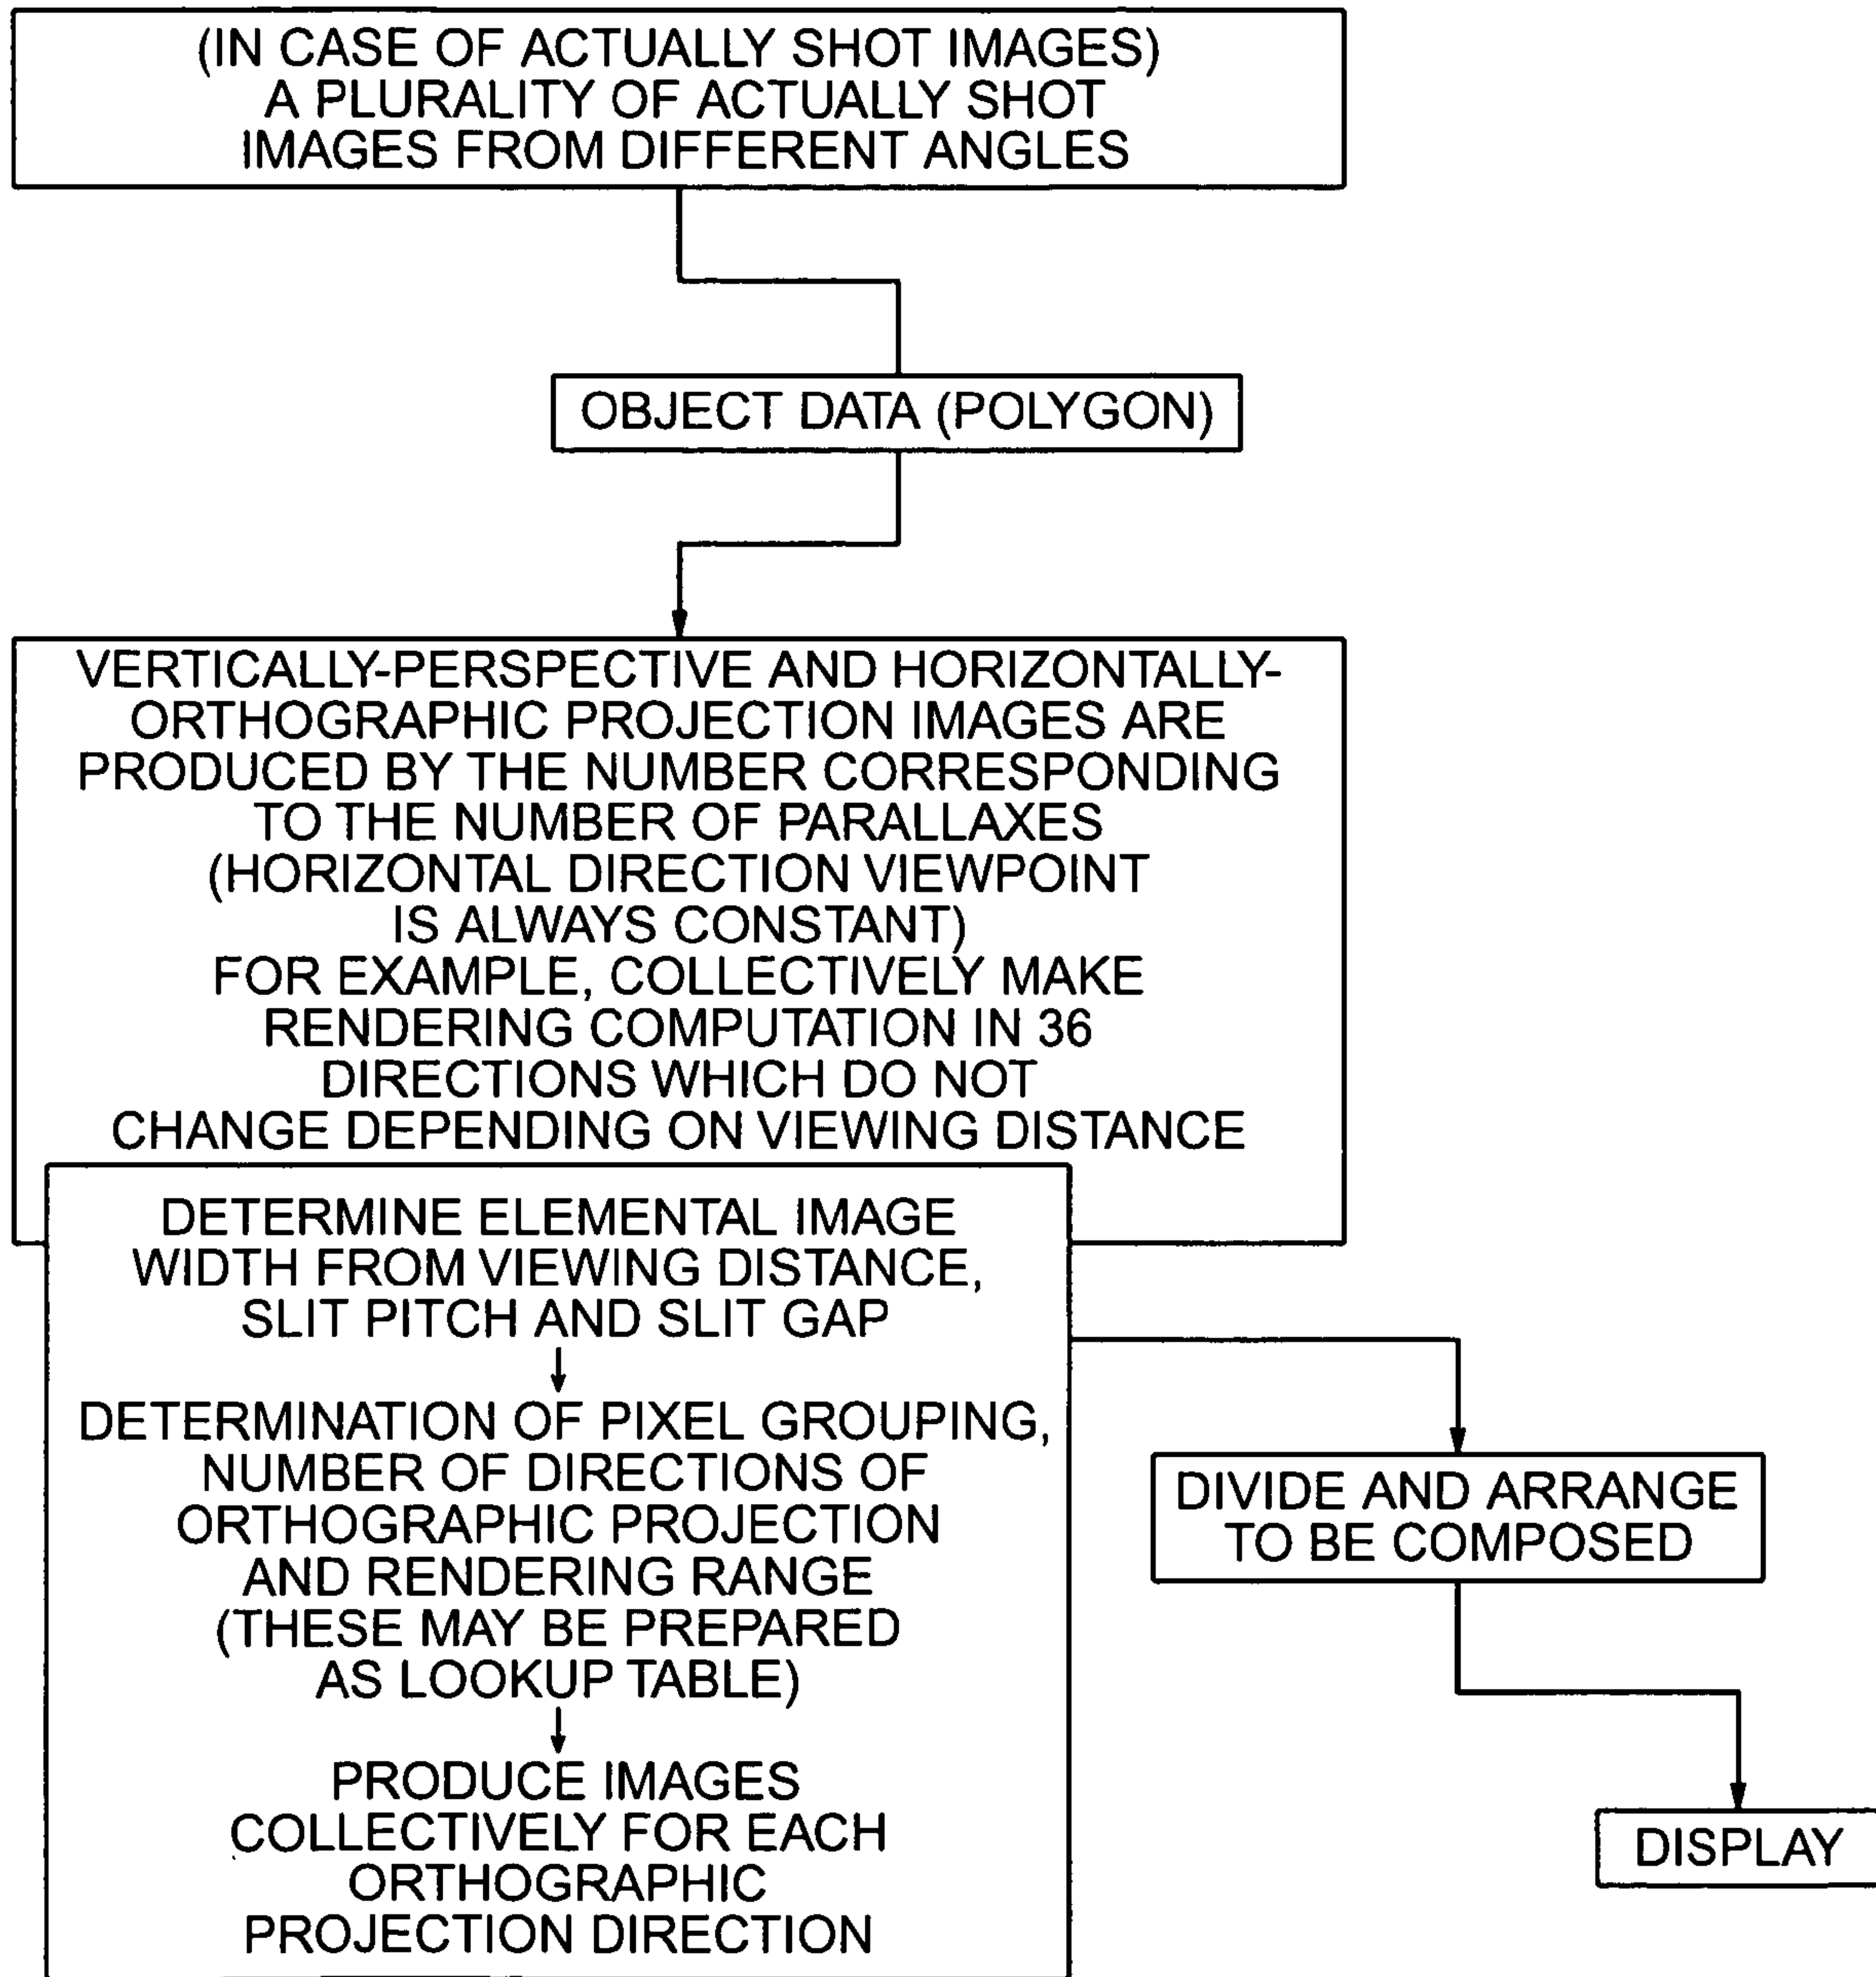 (IN CASE OF ACTUALLY SHOT IMAGES)
A PLURALITY OF ACTUALLY SHOT
IMAGES FROM DIFFERENT ANGLES
OBJECT DATA (POLYGON)
VERTICALLY-PERSPECTIVE AND HORIZONTALLY-
ORTHOGRAPHIC PROJECTION IMAGES ARE
PRODUCED BY THE NUMBER CORRESPONDING
TO THE NUMBER OF PARALLAXES
(HORIZONTAL DIRECTION VIEWPOINT
IS ALWAYS CONSTANT)
FOR EXAMPLE, COLLECTIVELY MAKE
RENDERING COMPUTATION IN 36
DIRECTIONS WHICH DO NOT
CHANGE DEPENDING ON VIEWING DISTANCE
DETERMINE ELEMENTAL IMAGE
WIDTH FROM VIEWING DISTANCE,
SLIT PITCH AND SLIT GAP
DETERMINATION OF PIXEL GROUPING,
NUMBER OF DIRECTIONS OF
ORTHOGRAPHIC PROJECTION
AND RENDERING RANGE
(THESE MAY BE PREPARED
AS LOOKUP TABLE)
PRODUCE IMAGES
COLLECTIVELY FOR EACH
ORTHOGRAPHIC
PROJECTION DIRECTION
DIVIDE AND ARRANGE
TO BE COMPOSED
DISPLAY